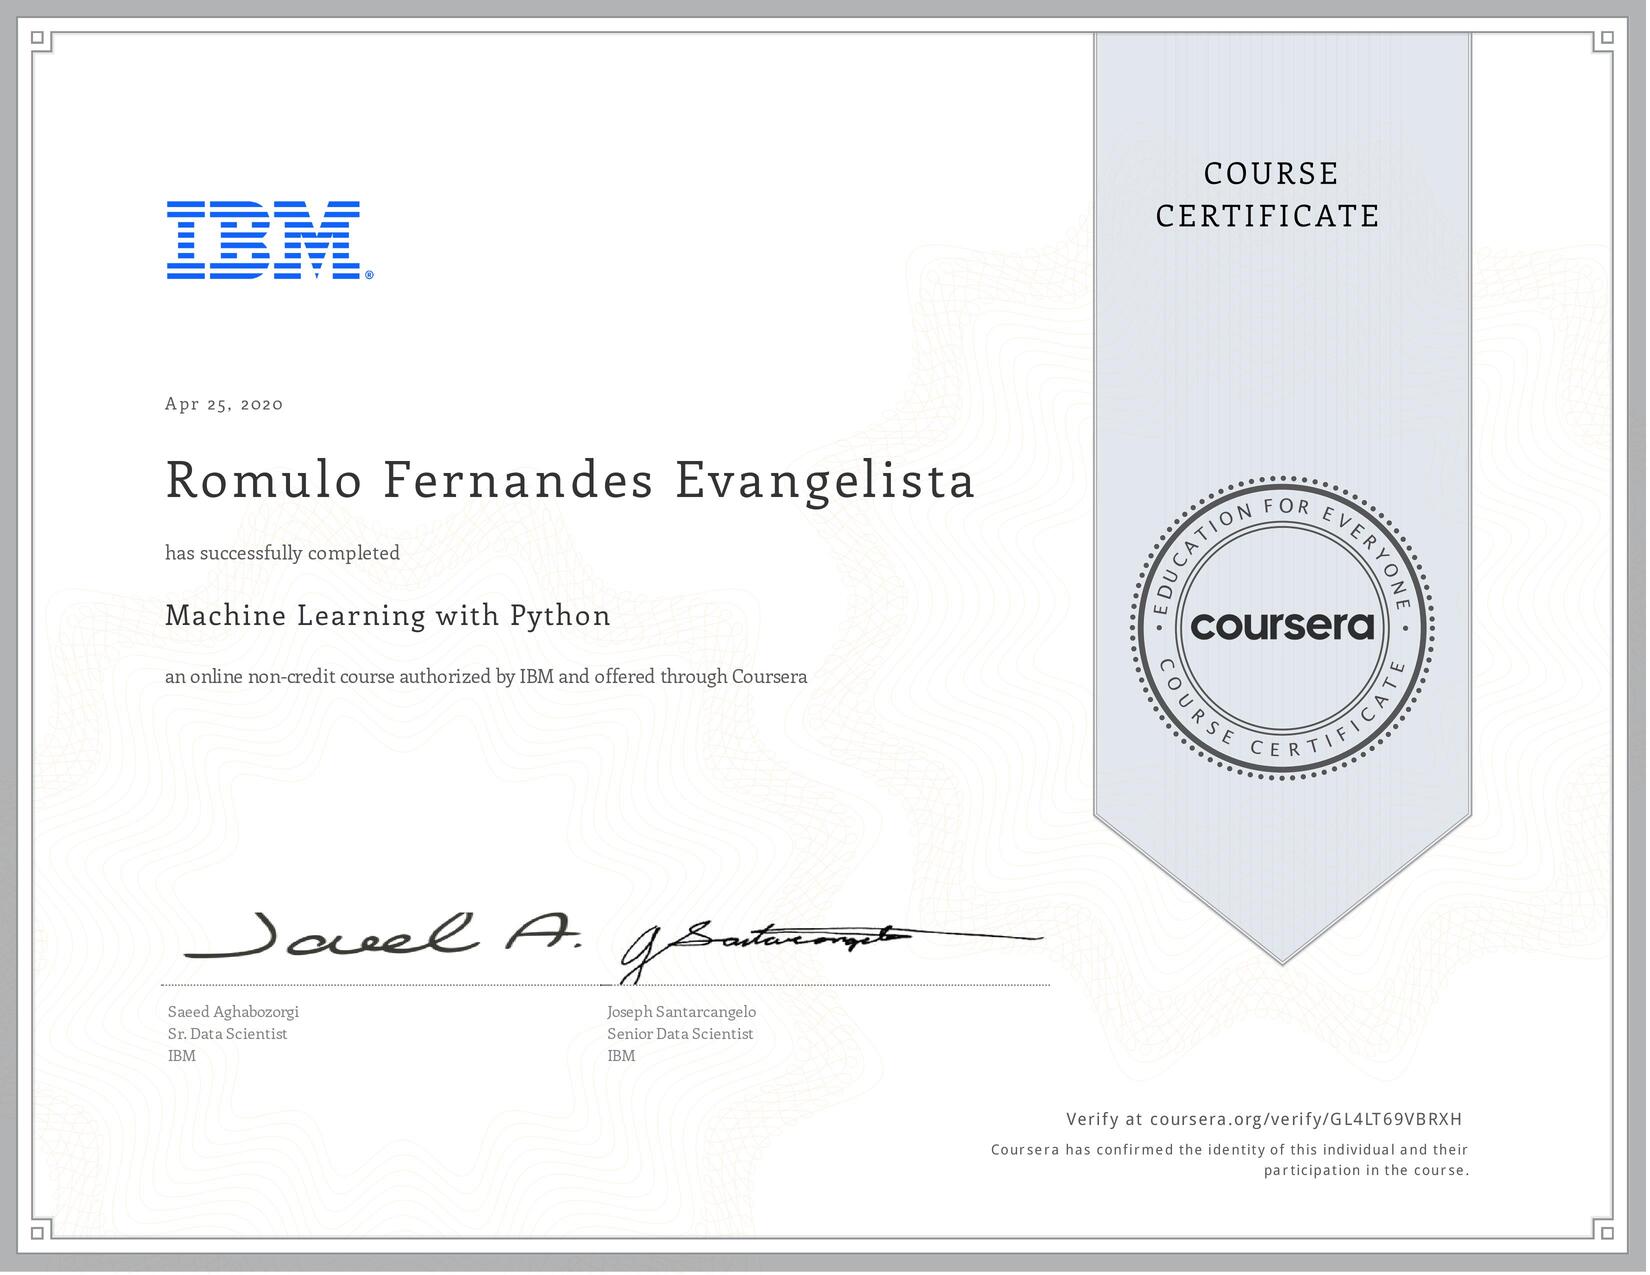 COURSE
CERTIFICATE
IBM®
Apr 25, 2020
Romulo Fernandes Evangelista
has successfully completed
Machine Learning with Python
an online non-credit course authorized by IBM and offered through Coursera
EDUCATION FOR EVERYONE
coursera
COURSE CERTIFICATE
Saeed A.
J Santarcangelo
Saeed Aghabozorgi
Sr. Data Scientist
IBM
Joseph Santarcangelo
Senior Data Scientist
IBM
Verify at coursera.org/verify/GL4LT69VBRXH
Coursera has confirmed the identity of this individual and their
participation in the course.